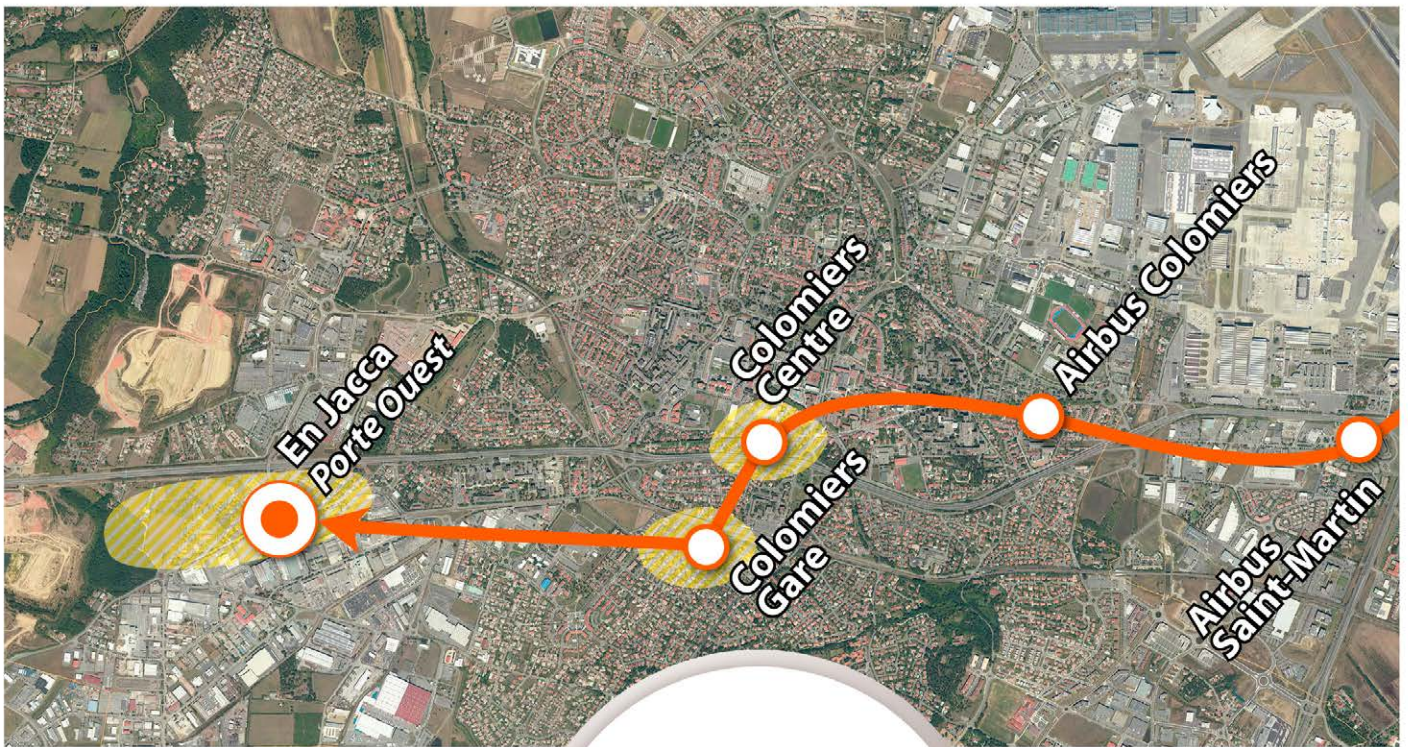 En Jacca
Porte Ouest
Colomiers
Centre
Colomiers
Gare
Airbus Colomiers
Airbus
Saint-Martin